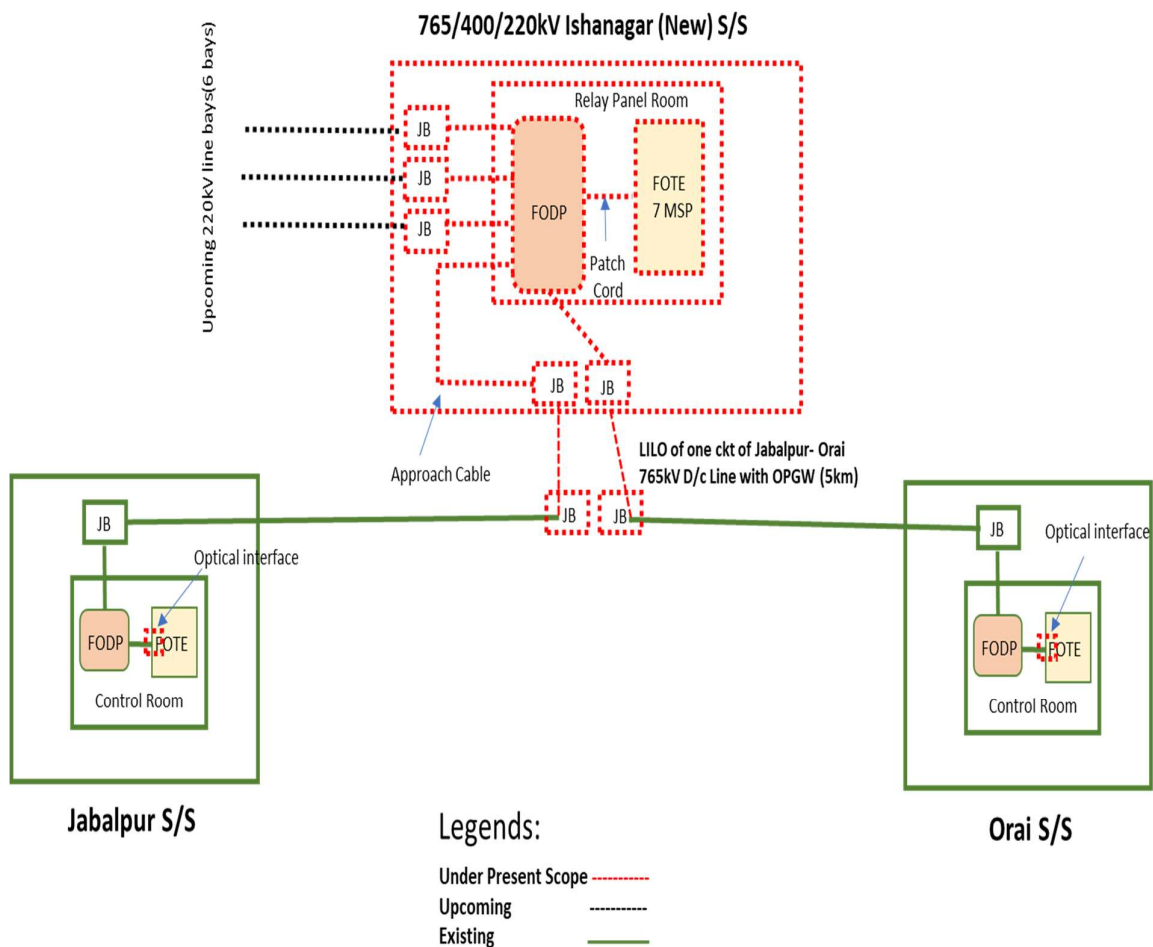 765/400/220kV Ishanagar (New) S/S
Upcoming 220kV line bays(6 bays)
Relay Panel Room
JB
JB
JB
FODP
FOTE
7 MSP
Patch
Cord
JB
JB
Approach Cable
LILO of one ckt of Jabalpur- Orai
765kV D/c Line with OPGW (5km)
JB
JB
JB
Optical interface
FODP
FOTE
Control Room
Jabalpur S/S
JB
Optical interface
FODP
FOTE
Control Room
Orai S/S
Legends:
Under Present Scope
Upcoming
Existing